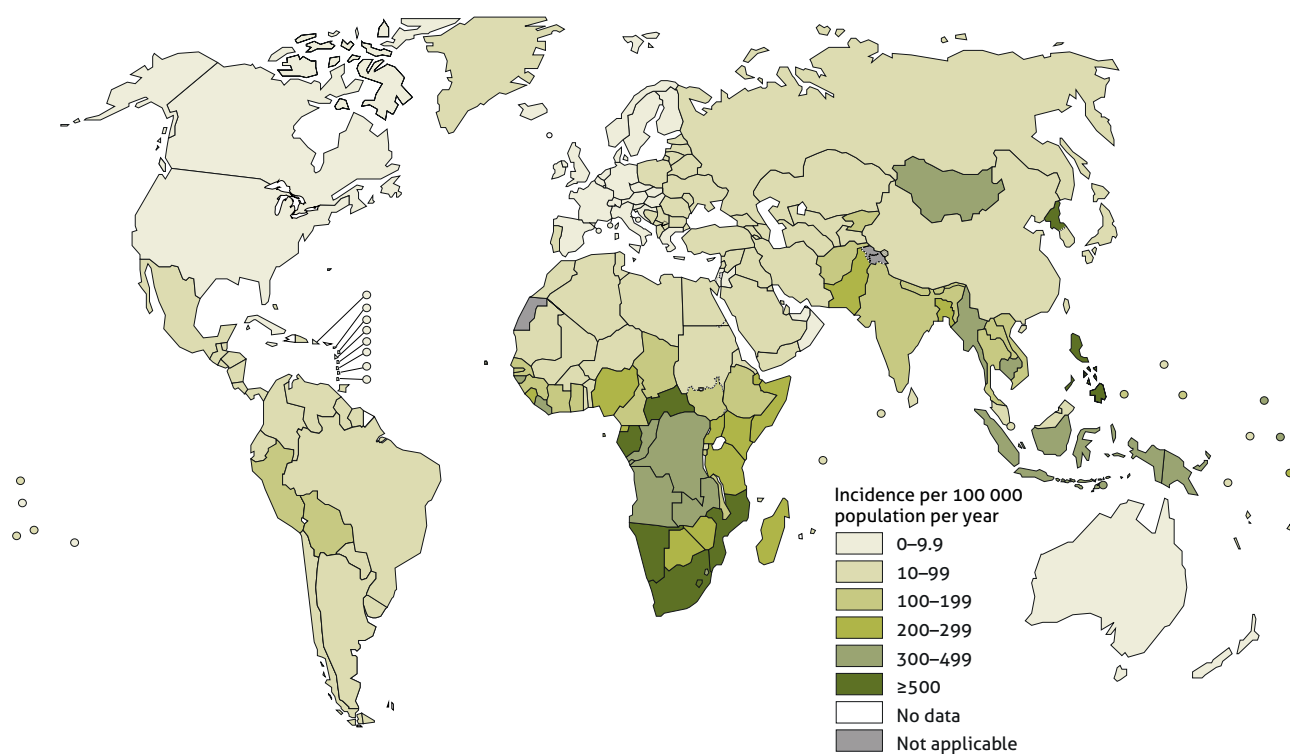 Incidence per 100 000
population per year
0–9.9
10–99
100–199
200–299
300–499
≥500
No data
Not applicable